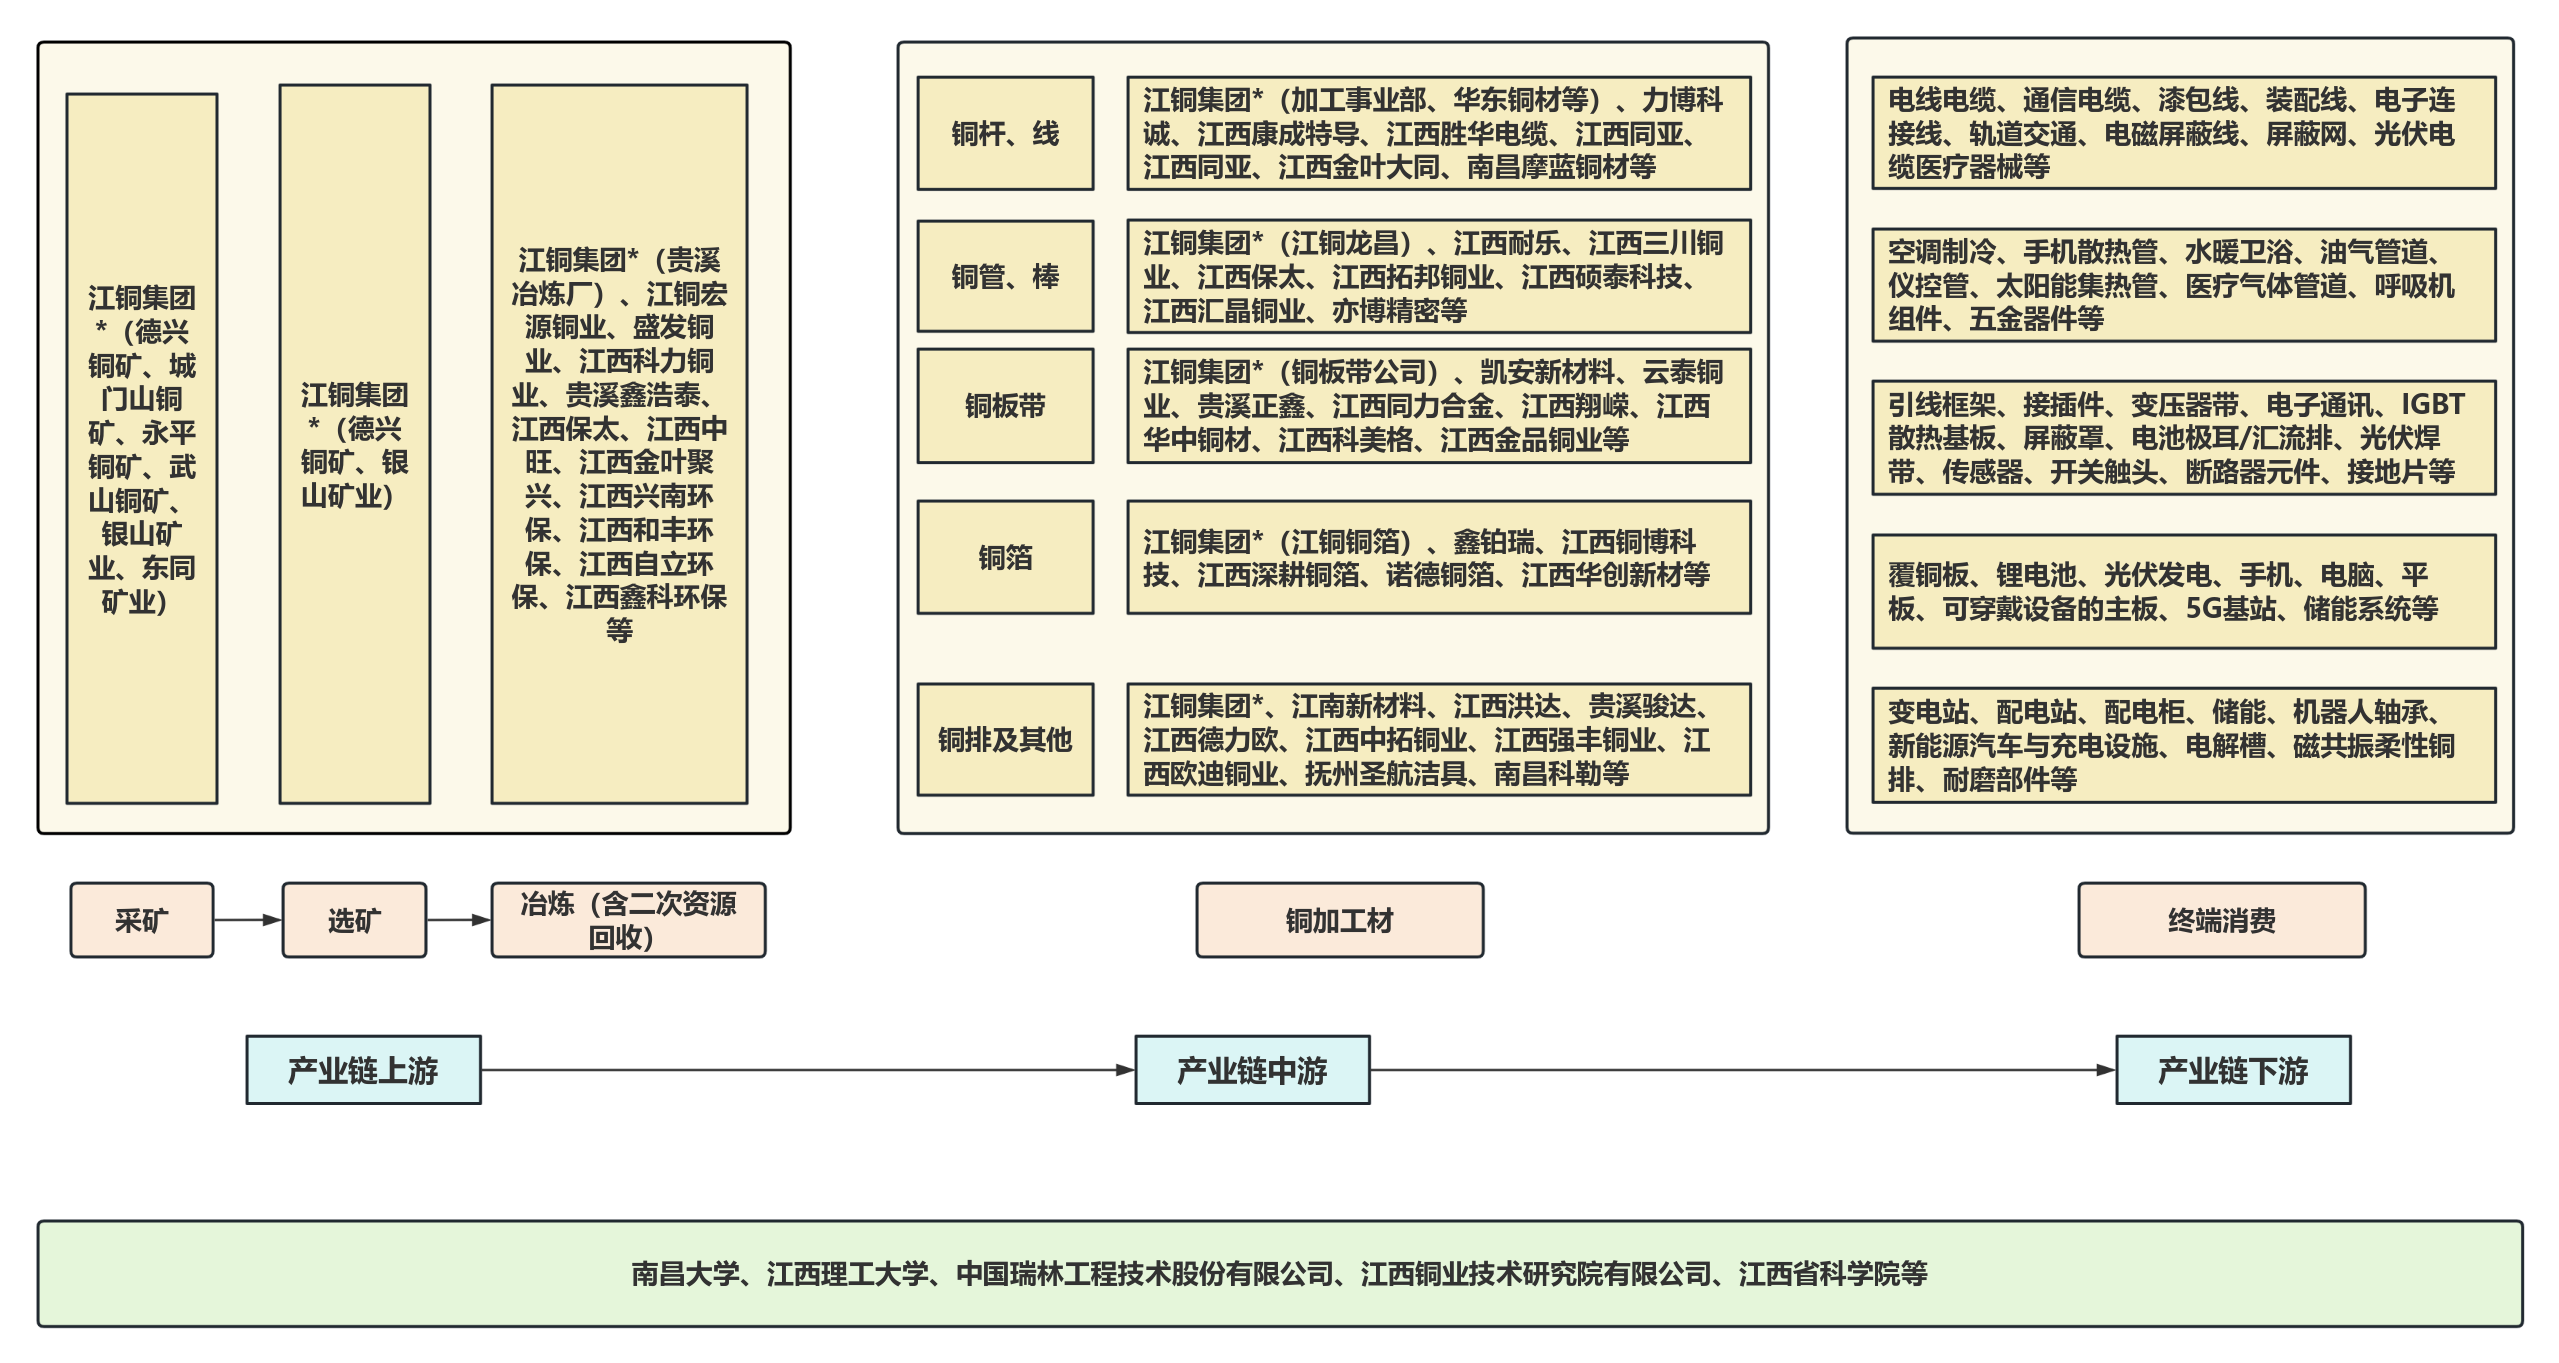 江铜集团
*（德兴
铜矿、城
门山铜
矿、永平
铜矿、武
山铜矿、
银山矿
业、东同
矿业）
江铜集团
*（德兴
铜矿、银
山矿业）
江铜集团*（贵溪
冶炼厂）、江铜宏
源铜业、盛发铜
业、江西科力铜
业、贵溪鑫浩泰、
江西保太、江西中
旺、江西金叶聚
兴、江西兴南环
保、江西和丰环
保、江西自立环
保、江西鑫科环保
等
铜杆、线
江铜集团*（加工事业部、华东铜材等）、力博科
诚、江西康成特导、江西胜华电缆、江西同亚、
江西同亚、江西金叶大同、南昌摩蓝铜材等
铜管、棒
江铜集团*（江铜龙昌）、江西耐乐、江西三川铜
业、江西保太、江西拓邦铜业、江西硕泰科技、
江西汇晶铜业、亦博精密等
铜板带
江铜集团*（铜板带公司）、凯安新材料、云泰铜
业、贵溪正鑫、江西同力合金、江西翔嵘、江西
华中铜材、江西科美格、江西金品铜业等
铜箔
江铜集团*（江铜铜箔）、鑫铂瑞、江西铜博科
技、江西深耕铜箔、诺德铜箔、江西华创新材等
铜排及其他
江铜集团*、江南新材料、江西洪达、贵溪骏达、
江西德力欧、江西中拓铜业、江西强丰铜业、江
西欧迪铜业、抚州圣航洁具、南昌科勒等
电线电缆、通信电缆、漆包线、装配线、电子连
接线、轨道交通、电磁屏蔽线、屏蔽网、光伏电
缆医疗器械等
空调制冷、手机散热管、水暖卫浴、油气管道、
仪控管、太阳能集热管、医疗气体管道、呼吸机
组件、五金器件等
引线框架、接插件、变压器带、电子通讯、IGBT
散热基板、屏蔽罩、电池极耳/汇流排、光伏焊
带、传感器、开关触头、断路器元件、接地片等
覆铜板、锂电池、光伏发电、手机、电脑、平
板、可穿戴设备的主板、5G基站、储能系统等
变电站、配电站、配电柜、储能、机器人轴承、
新能源汽车与充电设施、电解槽、磁共振柔性铜
排、耐磨部件等
采矿
选矿
冶炼（含二次资源
回收）
铜加工材
终端消费
产业链上游
产业链中游
产业链下游
南昌大学、江西理工大学、中国瑞林工程技术股份有限公司、江西铜业技术研究院有限公司、江西省科学院等